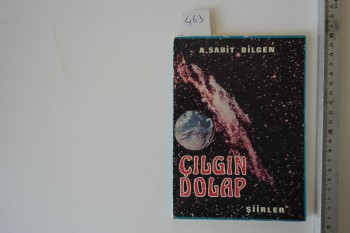 463
A.SABİT BİLGEN
ÇILGIN
DOLAP
ŞİİRLER